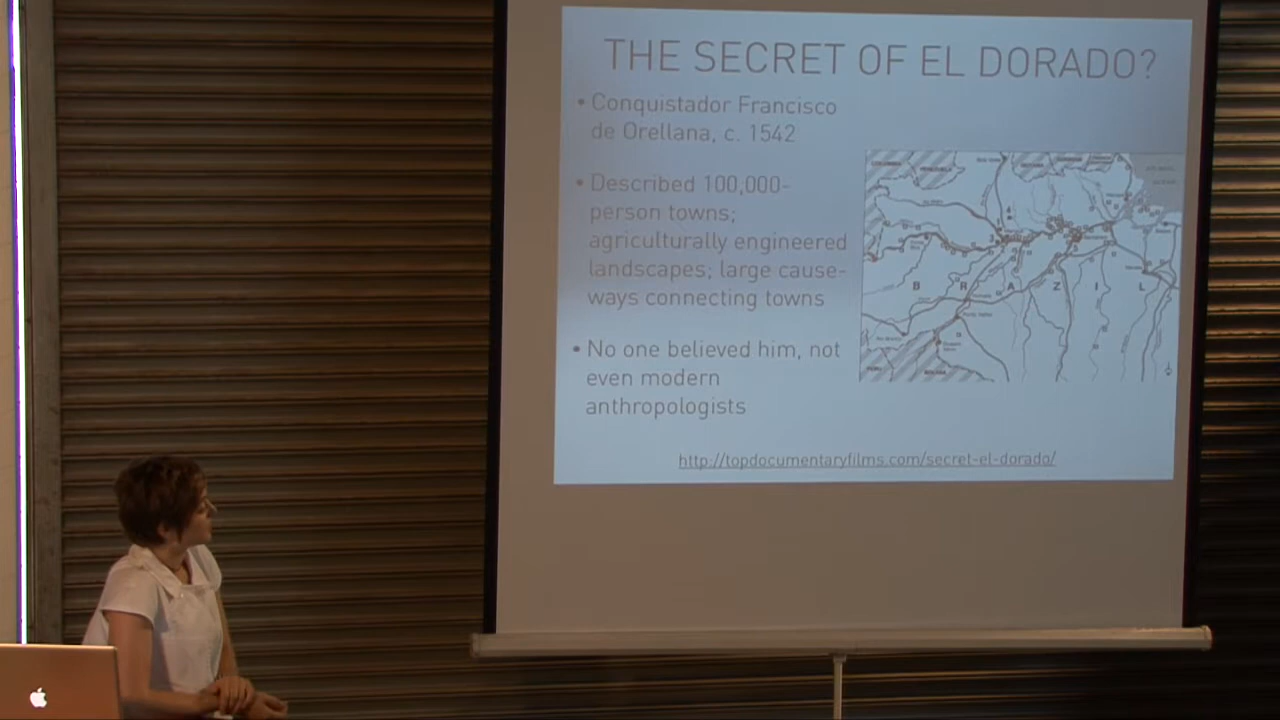 THE SECRET OF EL DORADO?
• Conquistador Francisco
de Orellana, c. 1542
• Described 100,000-
person towns;
agriculturally engineered
landscapes; large cause-
ways connecting towns
• No one believed him, not
even modern
anthropologists
B R A Z I L
http://topdocumentaryfilms.com/secret-el-dorado/